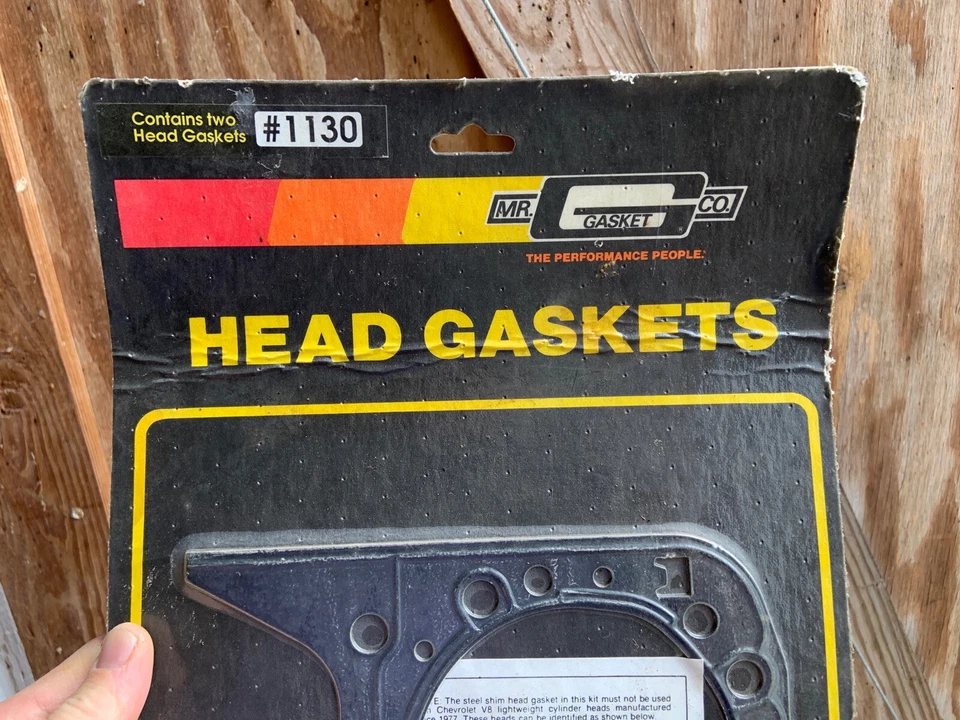 Contains two
Head Gaskets
#1130
MR. GASKET CO.
THE PERFORMANCE PEOPLE.
HEAD GASKETS
E: The steel shim head gasket in this kit must not be used
Chevrolet V8 lightweight cylinder heads manufactured
1977. These heads can be identified as shown below.